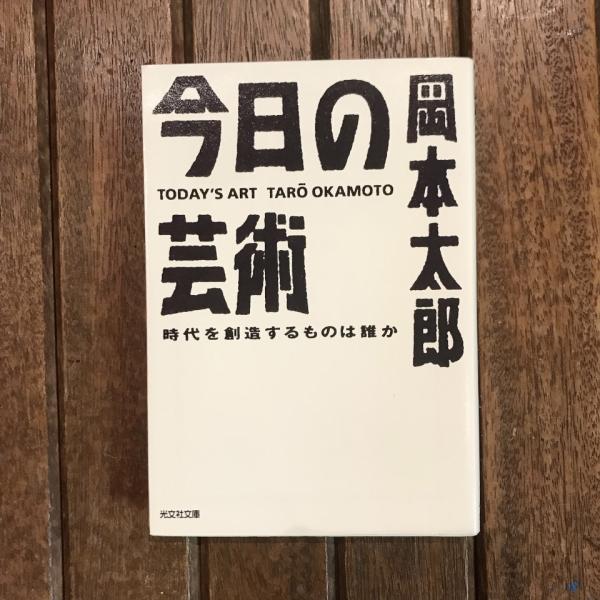 今日の
TODAY'S ART TARŌ OKAMOTO
芸術
時代を創造するものは誰か
岡本太郎
光文社文庫